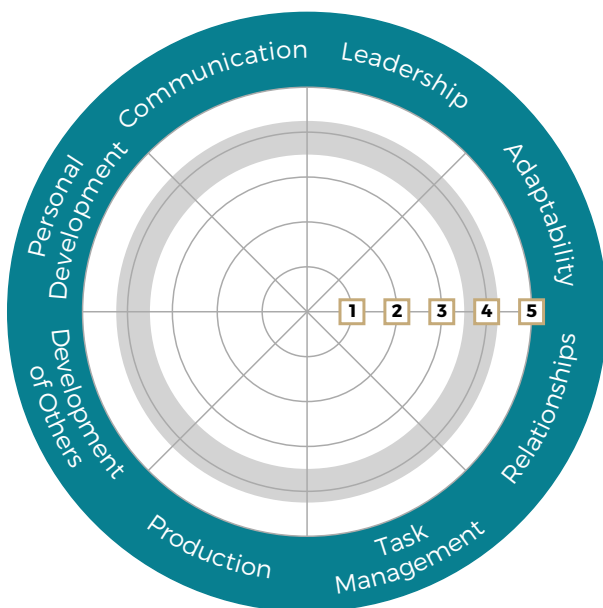 Communication
Leadership
Adaptability
Relationships
Task
Management
Production
Development
of Others
Personal
Development
1
2
3
4
5